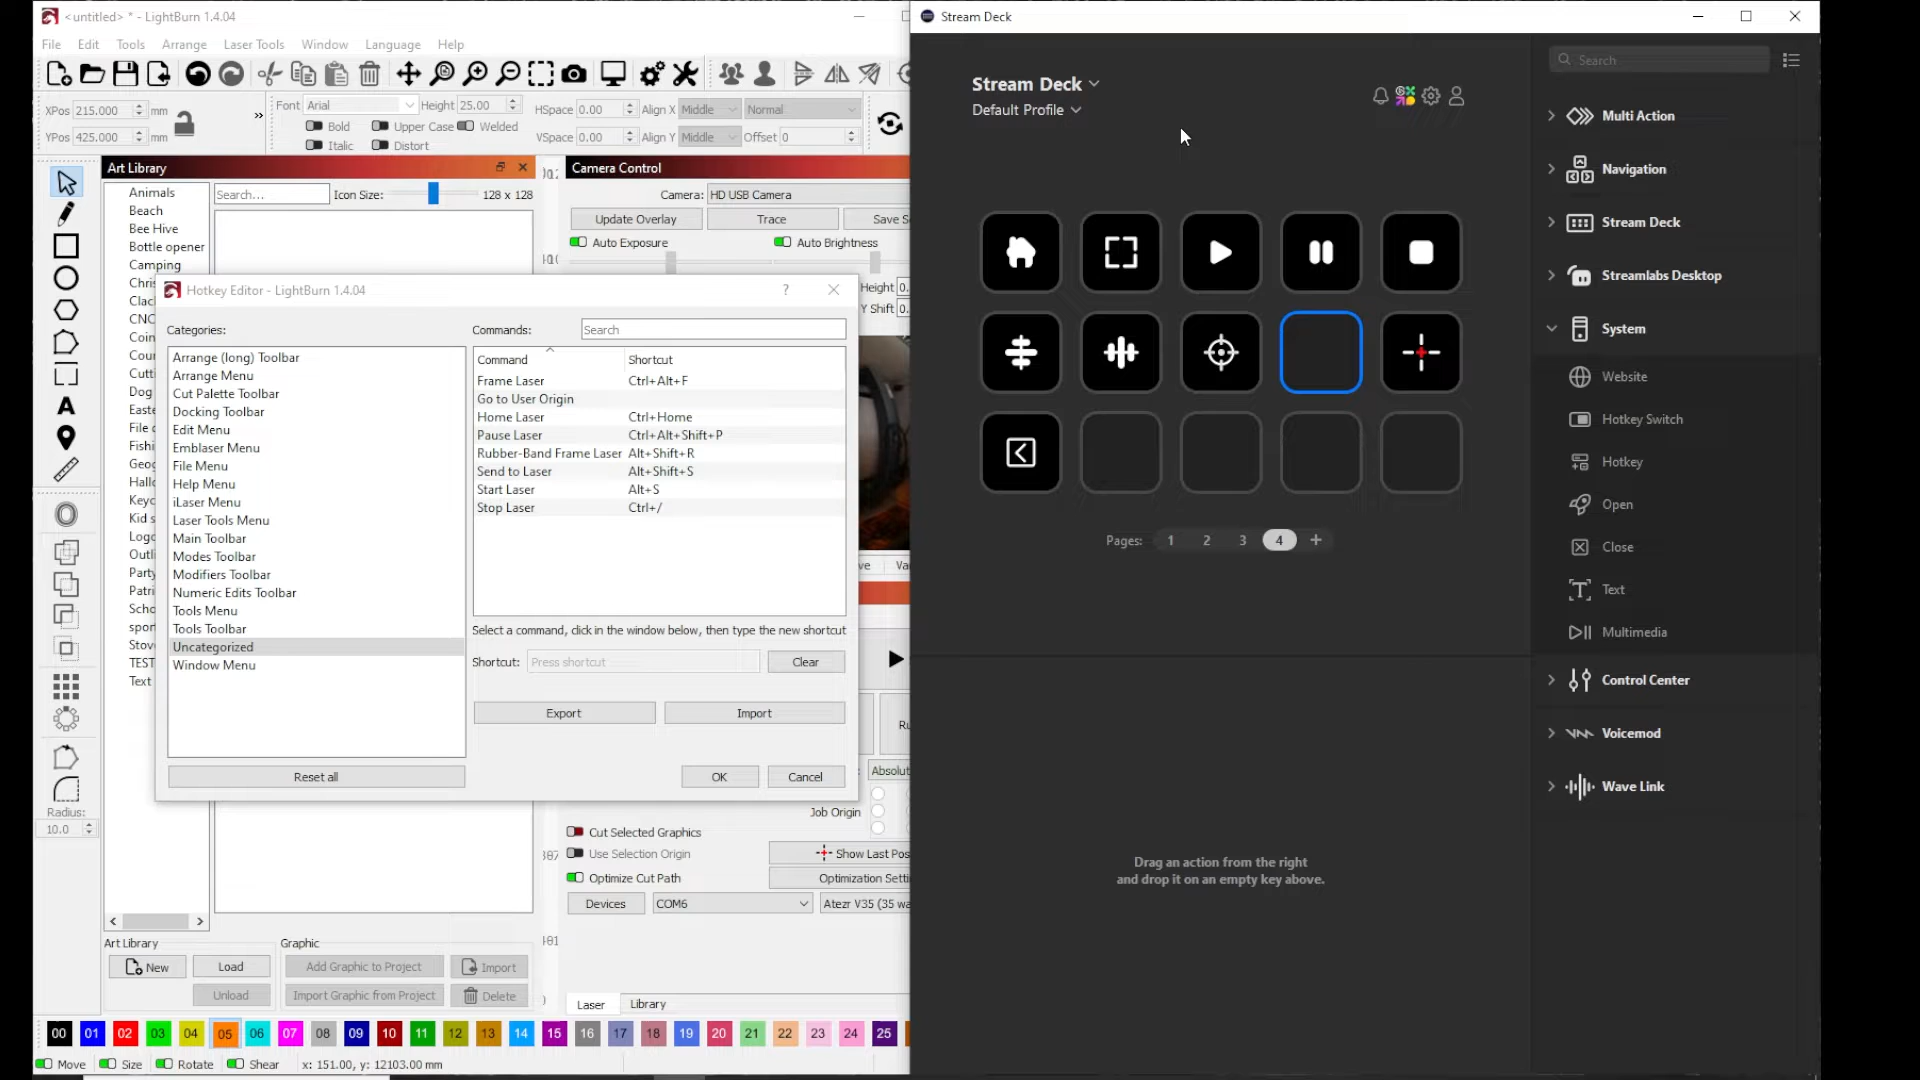 <untitled> * - LightBurn 1.4.04
File Edit Tools Arrange Laser Tools Window Language Help
XPos 215.000 mm
YPos 425.000 mm
»
Font Arial Height 25.00 HSpace 0.00 Align X Middle Normal
Bold Upper Case Welded
VSpace 0.00 Align Y Middle Offset 0
Italic Distort
Art Library
Animals
Beach
Bee Hive
Bottle opener
Camping
Search... Icon Size: 128 x 128
Camera Control
Camera: HD USB Camera
Update Overlay Trace Save S
Auto Exposure Auto Brightness
Height 0.
Y Shift 0.
Hotkey Editor - LightBurn 1.4.04 ?
Categories:
Arrange (long) Toolbar
Arrange Menu
Cut Palette Toolbar
Docking Toolbar
Edit Menu
Emblaser Menu
File Menu
Help Menu
iLaser Menu
Laser Tools Menu
Main Toolbar
Modes Toolbar
Modifiers Toolbar
Numeric Edits Toolbar
Tools Menu
Tools Toolbar
Uncategorized
Window Menu
Reset all
Commands: Search
Command Shortcut
Frame Laser Ctrl+Alt+F
Go to User Origin
Home Laser Ctrl+Home
Pause Laser Ctrl+Alt+Shift+P
Rubber-Band Frame Laser Alt+Shift+R
Send to Laser Alt+Shift+S
Start Laser Alt+S
Stop Laser Ctrl+/
Select a command, click in the window below, then type the new shortcut
Shortcut: Press shortcut Clear
Export Import
OK Cancel
TEST
Text
Radius:
10.0
Absolut
Job Origin
Cut Selected Graphics
Use Selection Origin Show Last Pos
Optimize Cut Path Optimization Setti
Devices COM6 Atezr V35 (35 wa
Art Library Graphic
New Load Add Graphic to Project Import
Unload Import Graphic from Project Delete
Laser Library
00 01 02 03 04 05 06 07 08 09 10 11 12 13 14 15 16 17 18 19 20 21 22 23 24 25
Move Size Rotate Shear x: 151.00, y: 12103.00 mm
Stream Deck
Stream Deck
Default Profile
Pages: 1 2 3 4 +
Drag an action from the right
and drop it on an empty key above.
Search
Multi Action
Navigation
Stream Deck
Streamlabs Desktop
System
Website
Hotkey Switch
Hotkey
Open
Close
Text
Multimedia
Control Center
Voicemod
Wave Link